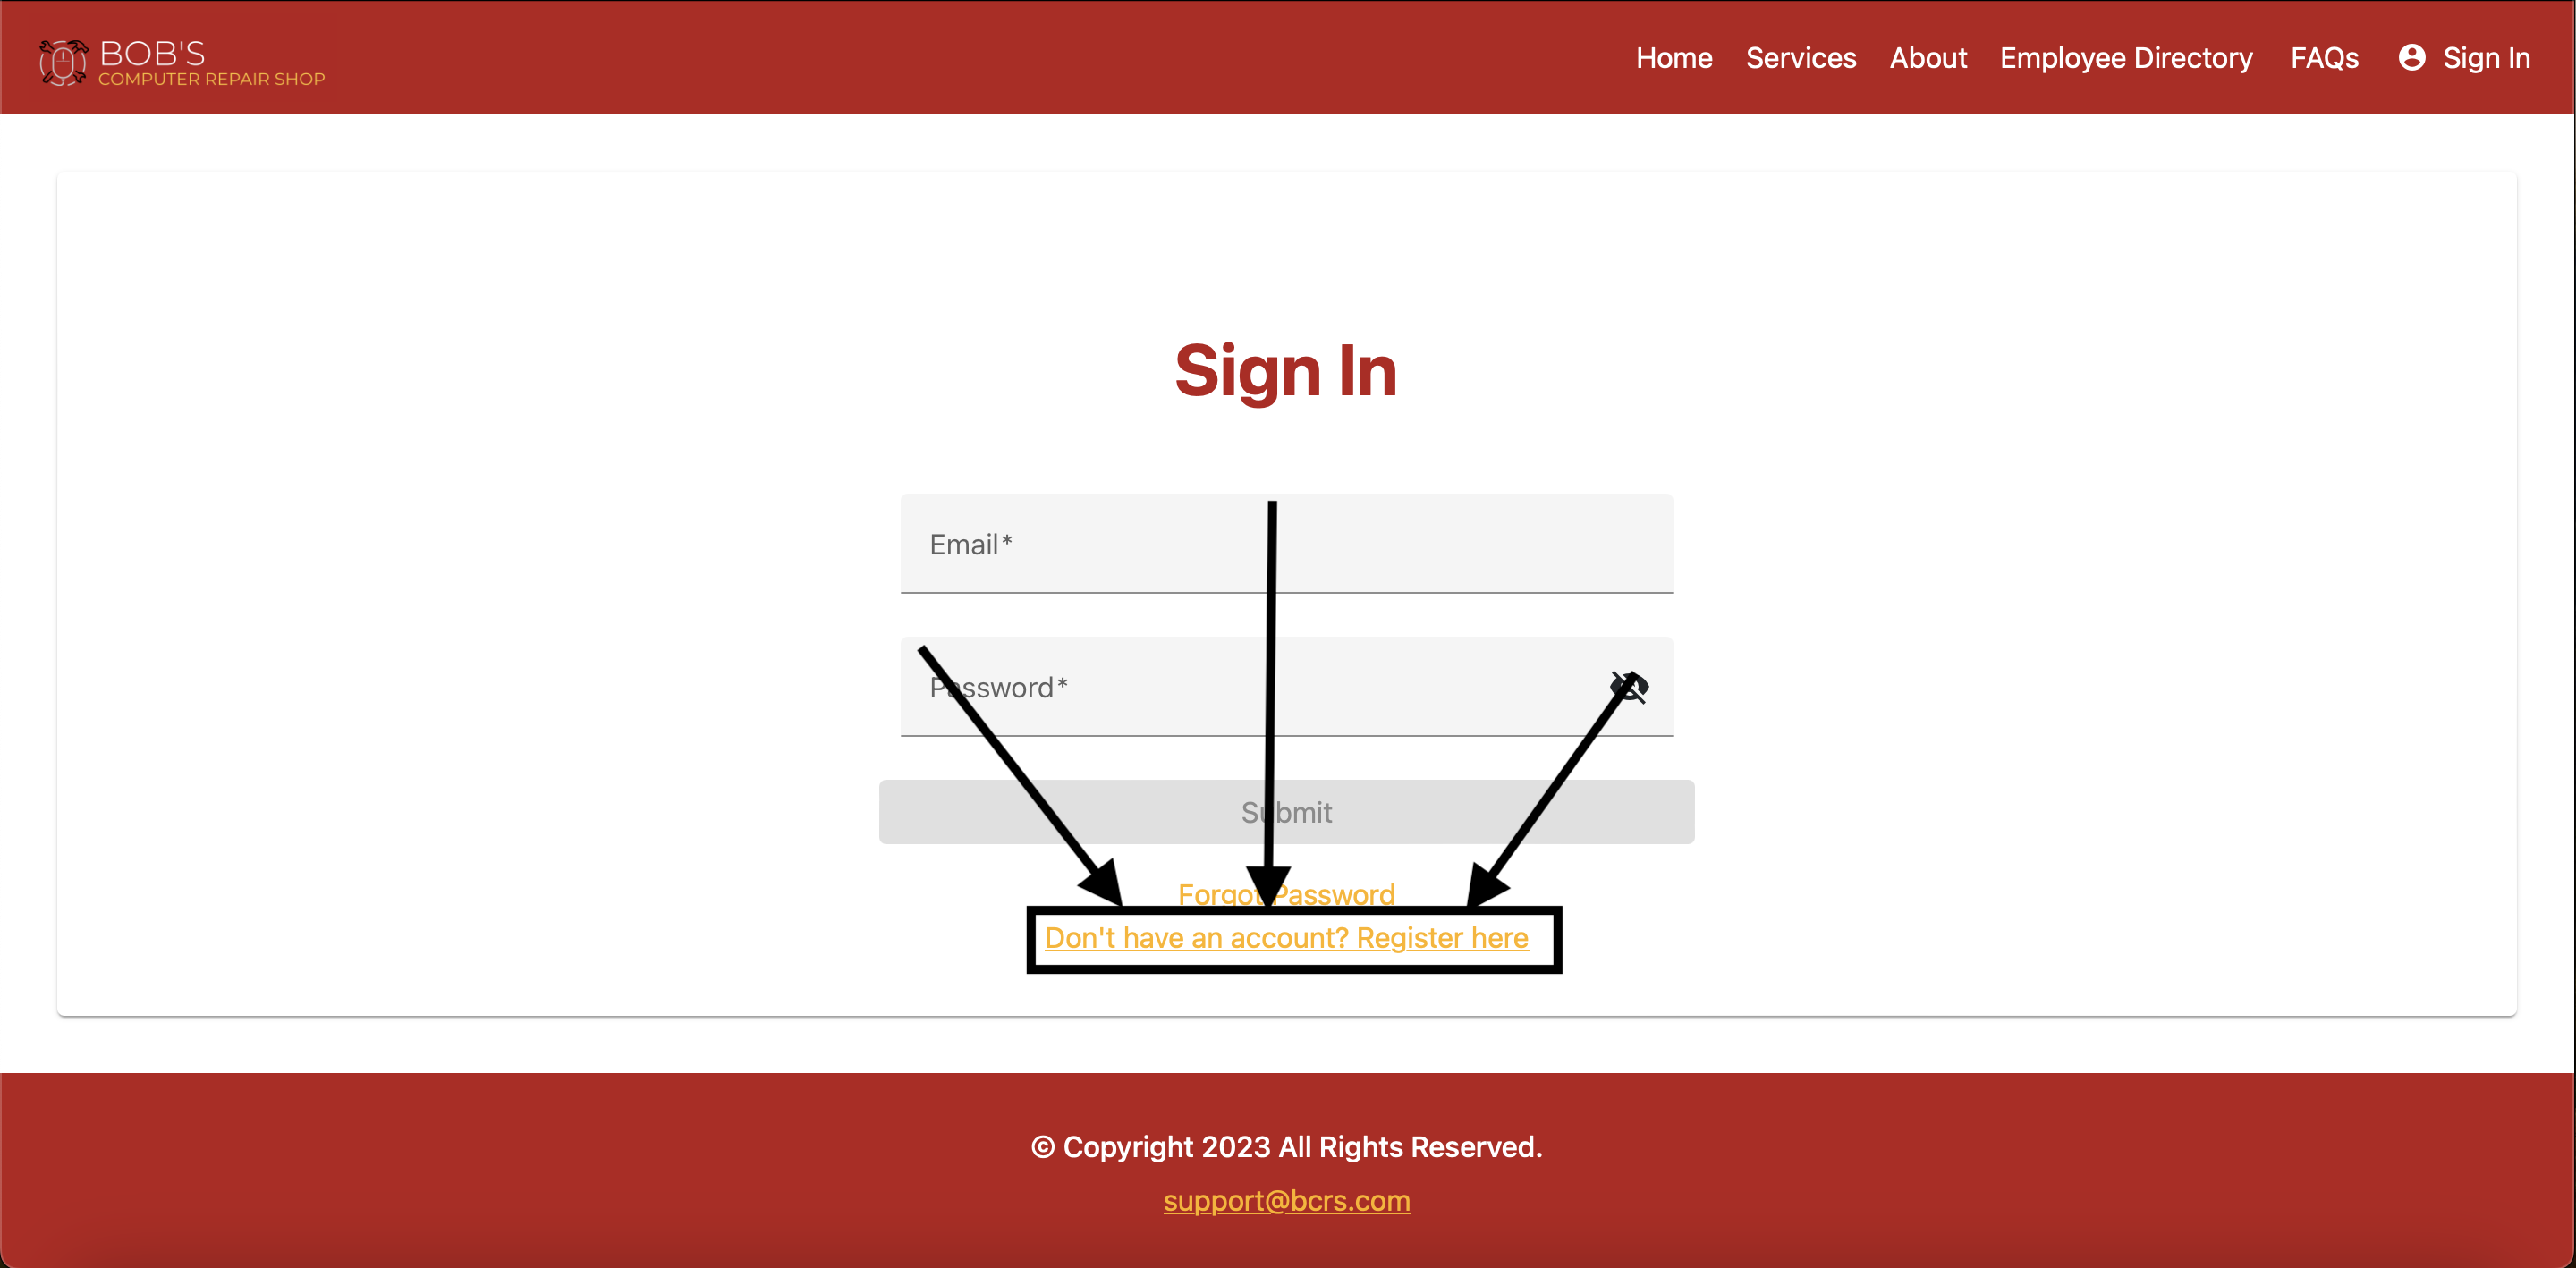 BOB'S
COMPUTER REPAIR SHOP
Home Services About Employee Directory FAQs Sign In
Sign In
Email*
Password*
Submit
Forgot Password
Don't have an account? Register here
© Copyright 2023 All Rights Reserved.
support@bcrs.com